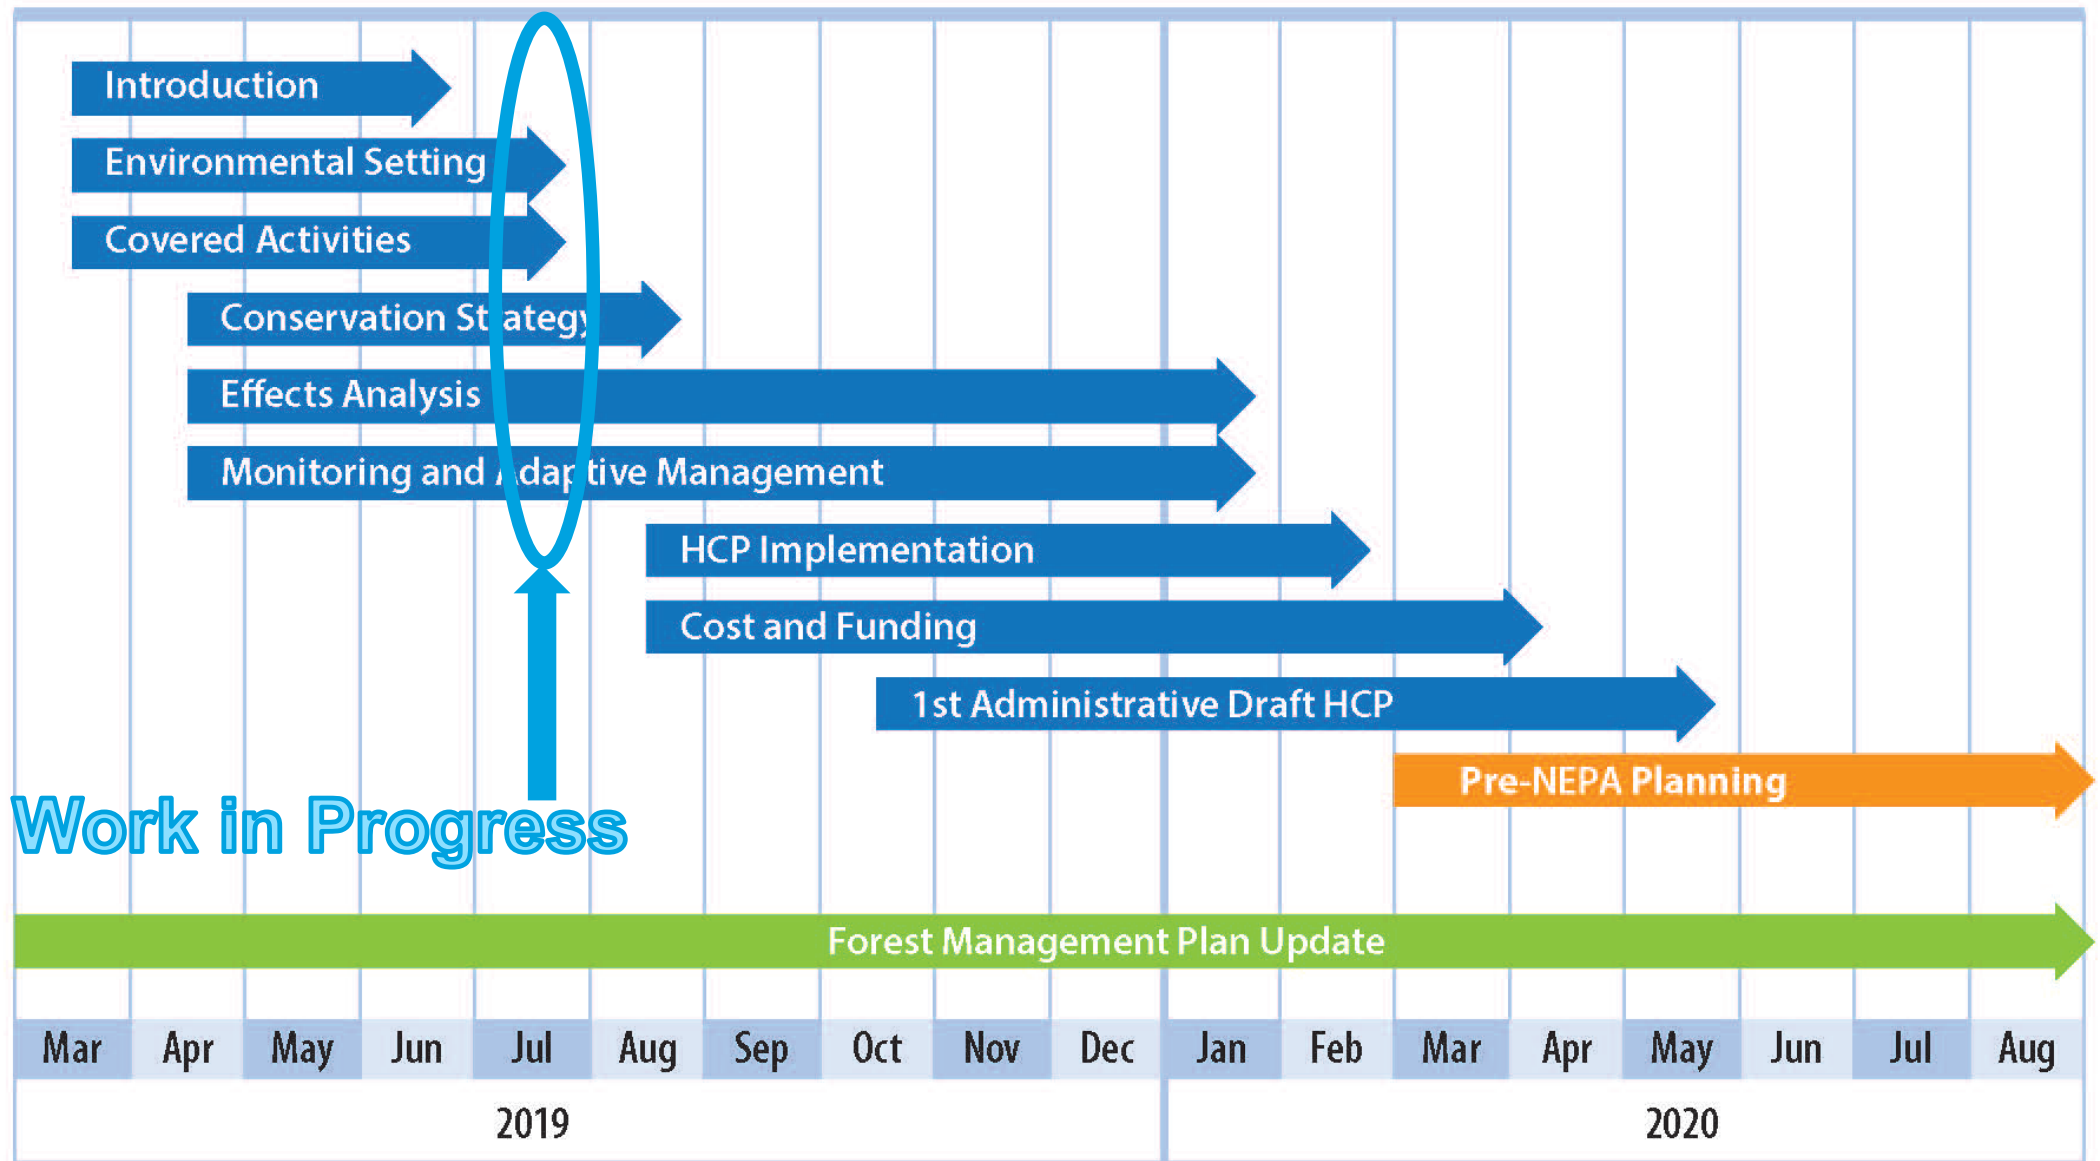 Introduction
Environmental Setting
Covered Activities
Conservation Strategy
Effects Analysis
Monitoring and Adaptive Management
HCP Implementation
Cost and Funding
1st Administrative Draft HCP
Pre-NEPA Planning
Work in Progress
Forest Management Plan Update
Mar Apr May Jun Jul Aug Sep Oct Nov Dec Jan Feb Mar Apr May Jun Jul Aug
2019 2020